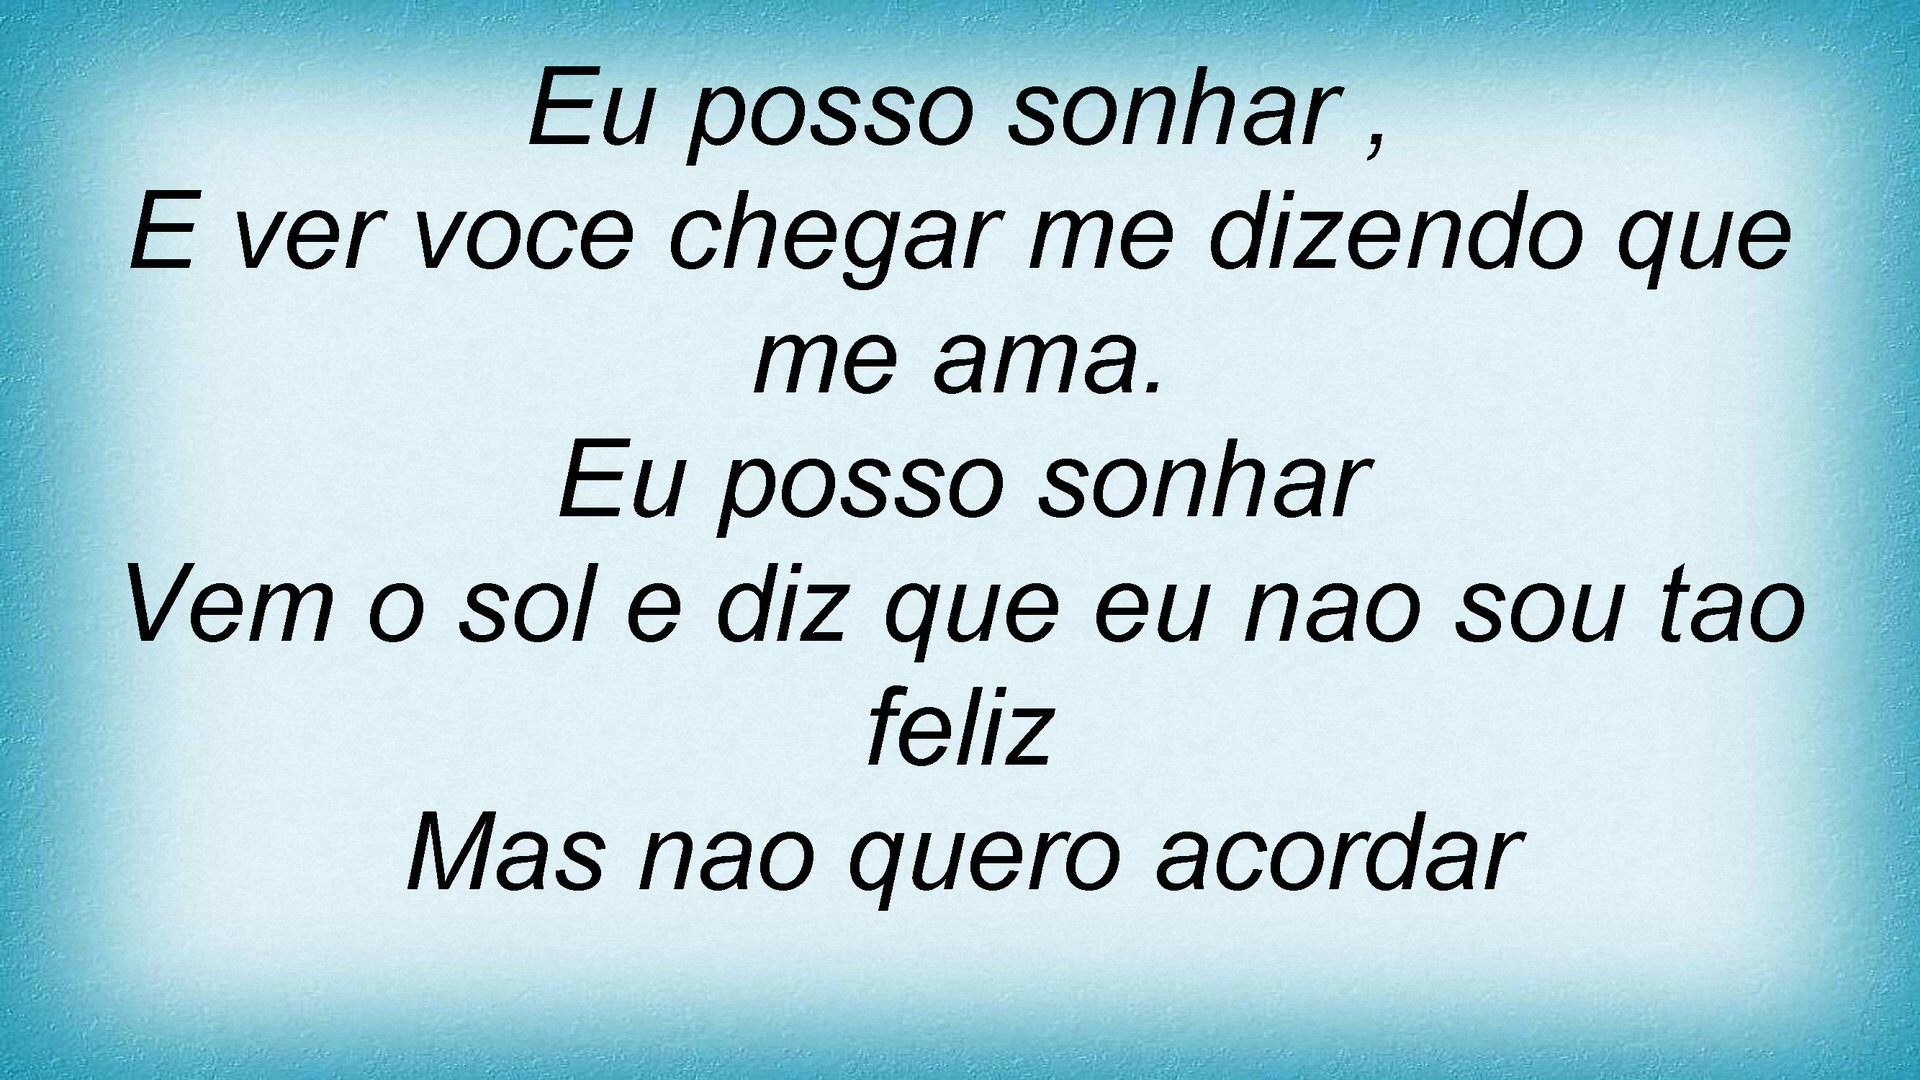 Eu posso sonhar ,
E ver voce chegar me dizendo que
me ama.
Eu posso sonhar
Vem o sol e diz que eu nao sou tao
feliz
Mas nao quero acordar